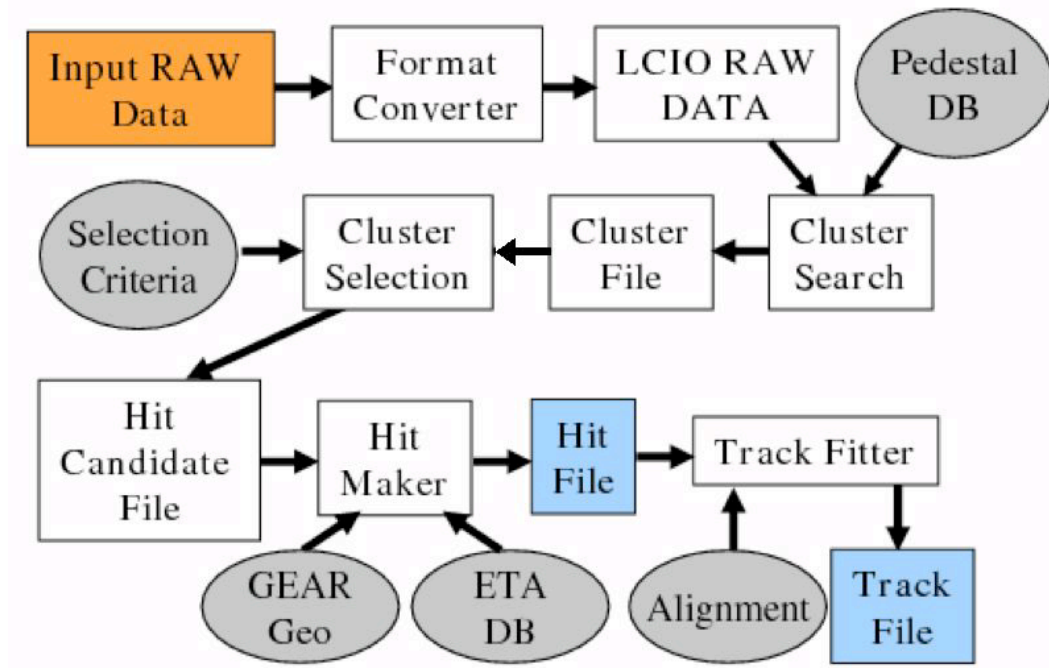 Input RAW
Data
Format
Converter
LCIO RAW
DATA
Pedestal
DB
Selection
Criteria
Cluster
Selection
Cluster
File
Cluster
Search
Hit
Candidate
File
Hit
Maker
Hit
File
Track Fitter
GEAR
Geo
ETA
DB
Alignment
Track
File